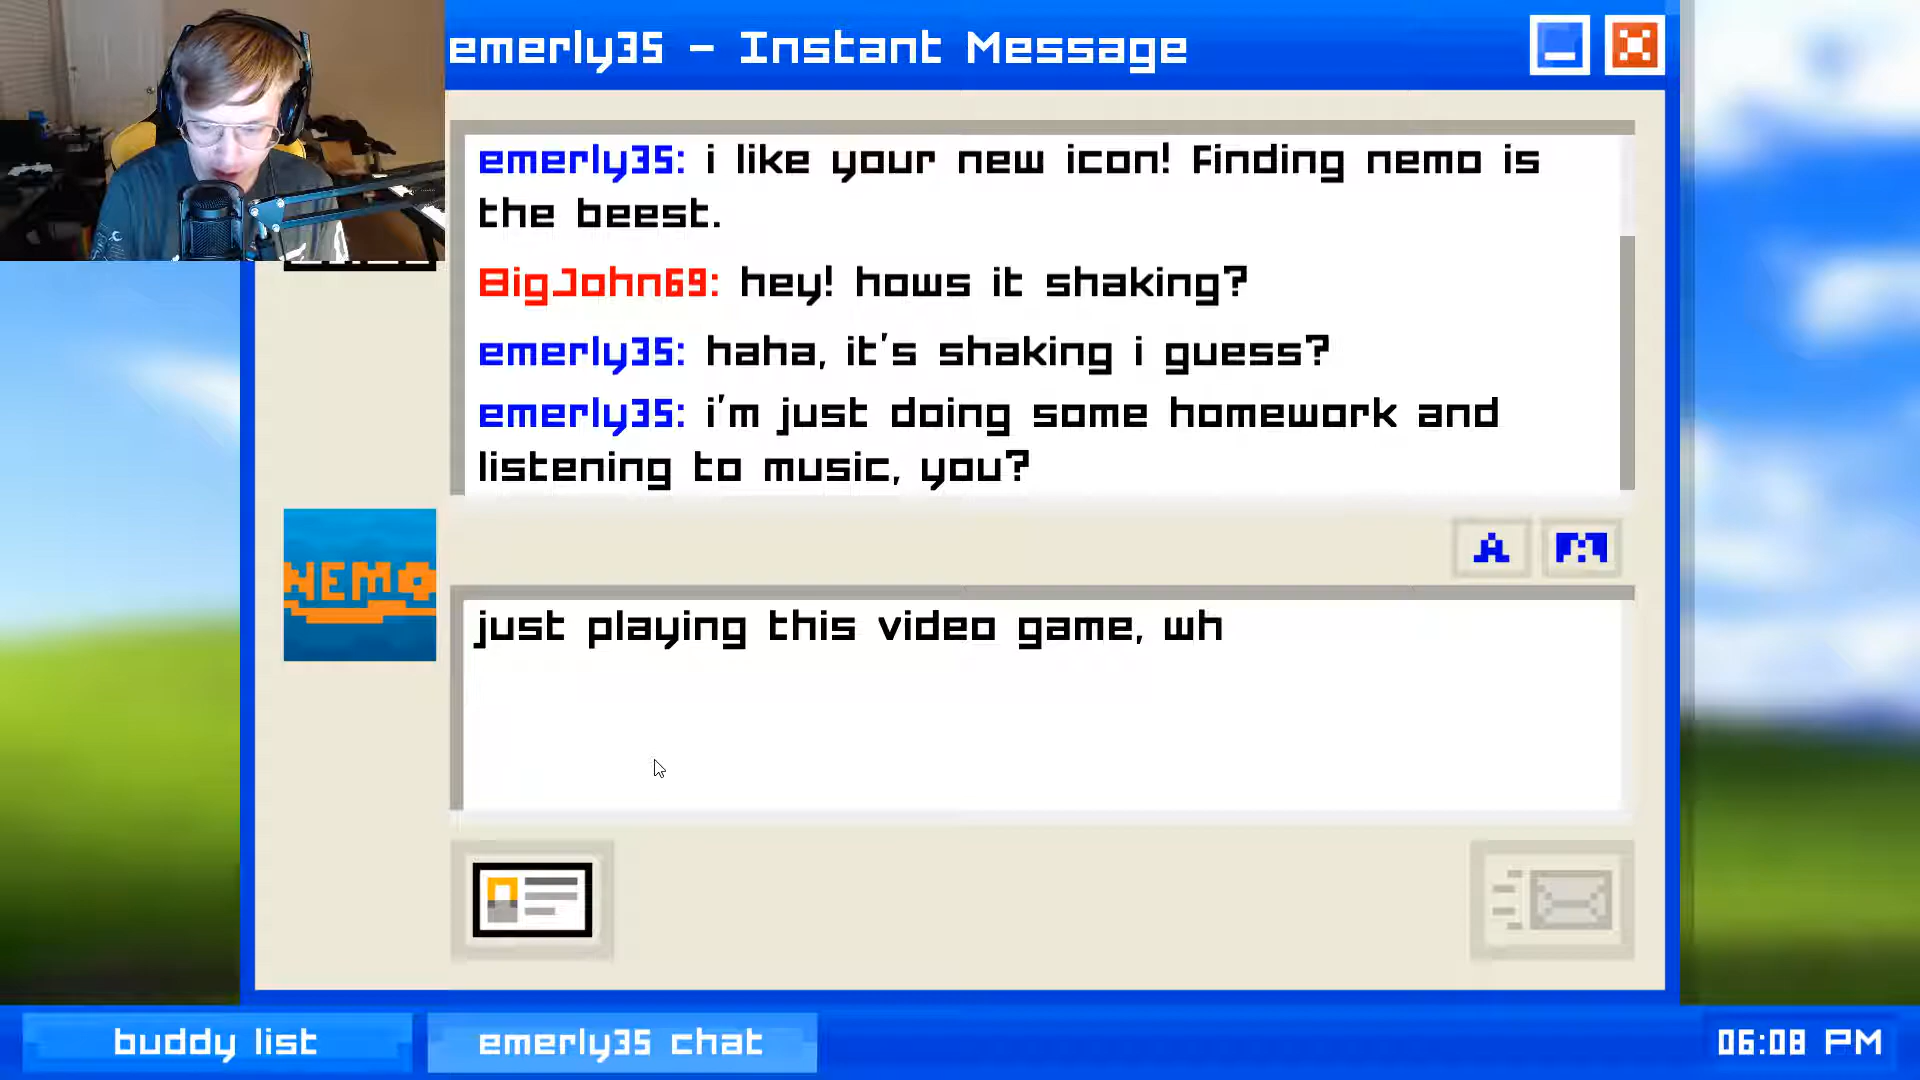 emerly35 - Instant Message
emerly35: i like your new icon! Finding nemo is
the beest.
BigJohn69: hey! hows it shaking?
emerly35: haha, it's shaking i guess?
emerly35: i'm just doing some homework and
listening to music, you?
A
NEMO
just playing this video game, wh
buddy list
emerly35 chat
06:08 PM